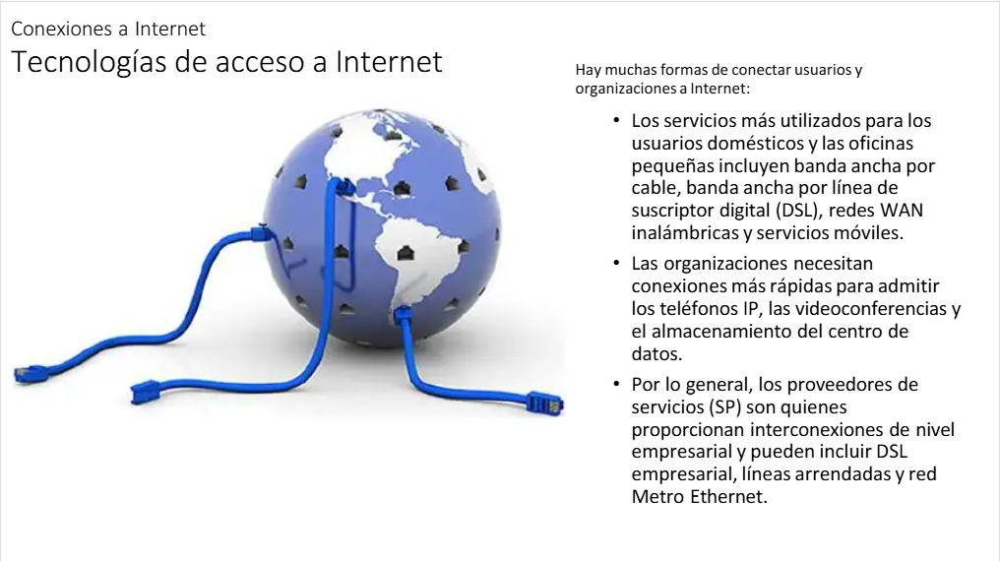 Conexiones a Internet
Tecnologías de acceso a Internet
Hay muchas formas de conectar usuarios y
organizaciones a Internet:
• Los servicios más utilizados para los
usuarios domésticos y las oficinas
pequeñas incluyen banda ancha por
cable, banda ancha por línea de
suscriptor digital (DSL), redes WAN
inalámbricas y servicios móviles.
• Las organizaciones necesitan
conexiones más rápidas para admitir
los teléfonos IP, las videoconferencias y
el almacenamiento del centro de
datos.
• Por lo general, los proveedores de
servicios (SP) son quienes
proporcionan interconexiones de nivel
empresarial y pueden incluir DSL
empresarial, líneas arrendadas y red
Metro Ethernet.